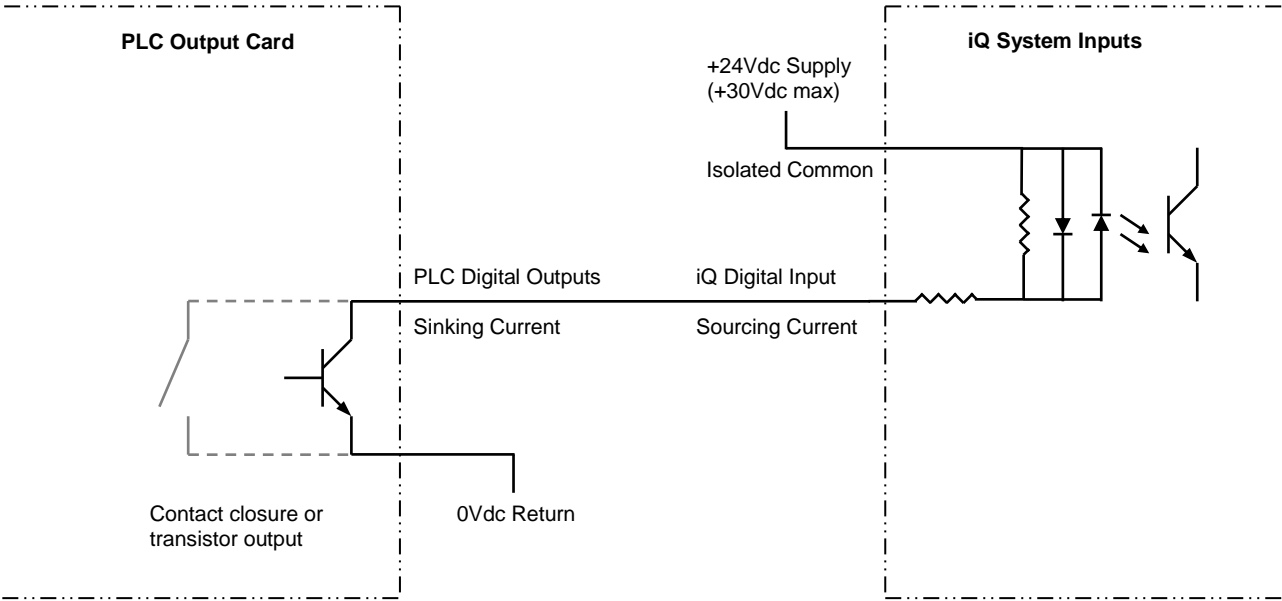 PLC Output Card
iQ System Inputs
+24Vdc Supply
(+30Vdc max)
Isolated Common
PLC Digital Outputs
iQ Digital Input
Sinking Current
Sourcing Current
Contact closure or
transistor output
0Vdc Return